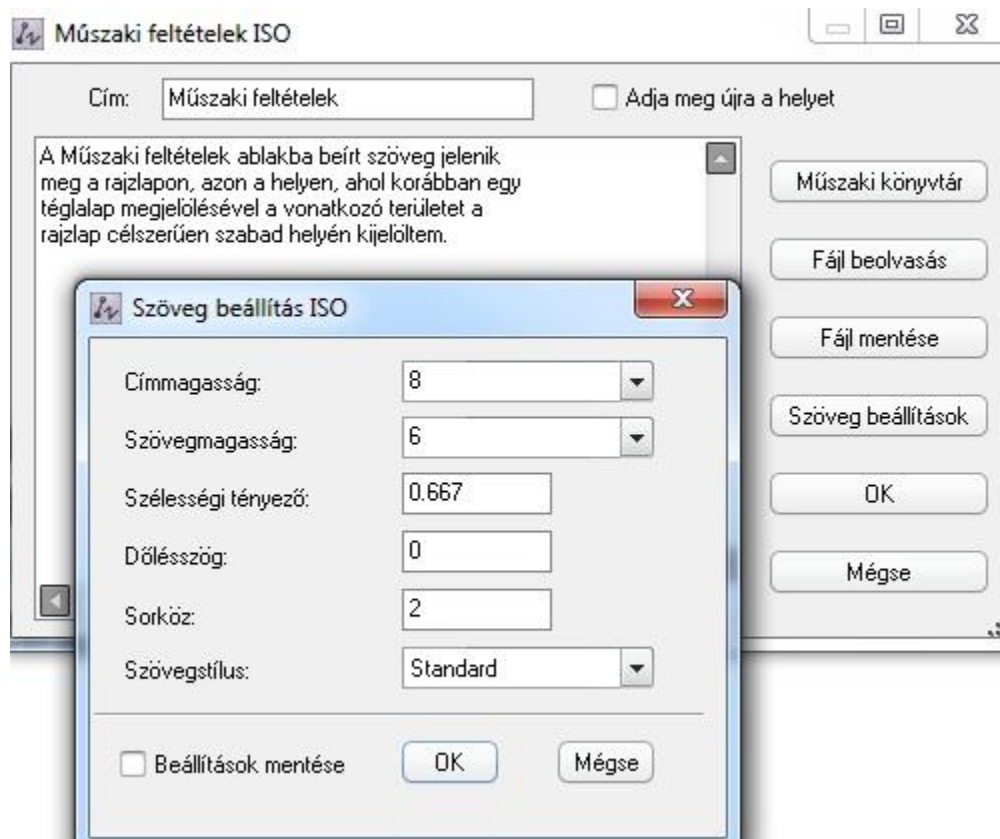 Műszaki feltételek ISO
Cím: Műszaki feltételek
Adja meg újra a helyet
A Műszaki feltételek ablakba beírt szöveg jelenik
meg a rajzlapon, azon a helyen, ahol korábban egy
téglalap megjelölésével a vonatkozó területet a
rajzlap célszerűen szabad helyén kijelöltem.
Műszaki könyvtár
Fájl beolvasás
Fájl mentése
Szöveg beállítások
OK
Mégse
Szöveg beállítás ISO
Címmagasság: 8
Szövegmagasság: 6
Szélességi tényező: 0.667
Dőlésszög: 0
Sorköz: 2
Szövegstílus: Standard
Beállítások mentése OK Mégse